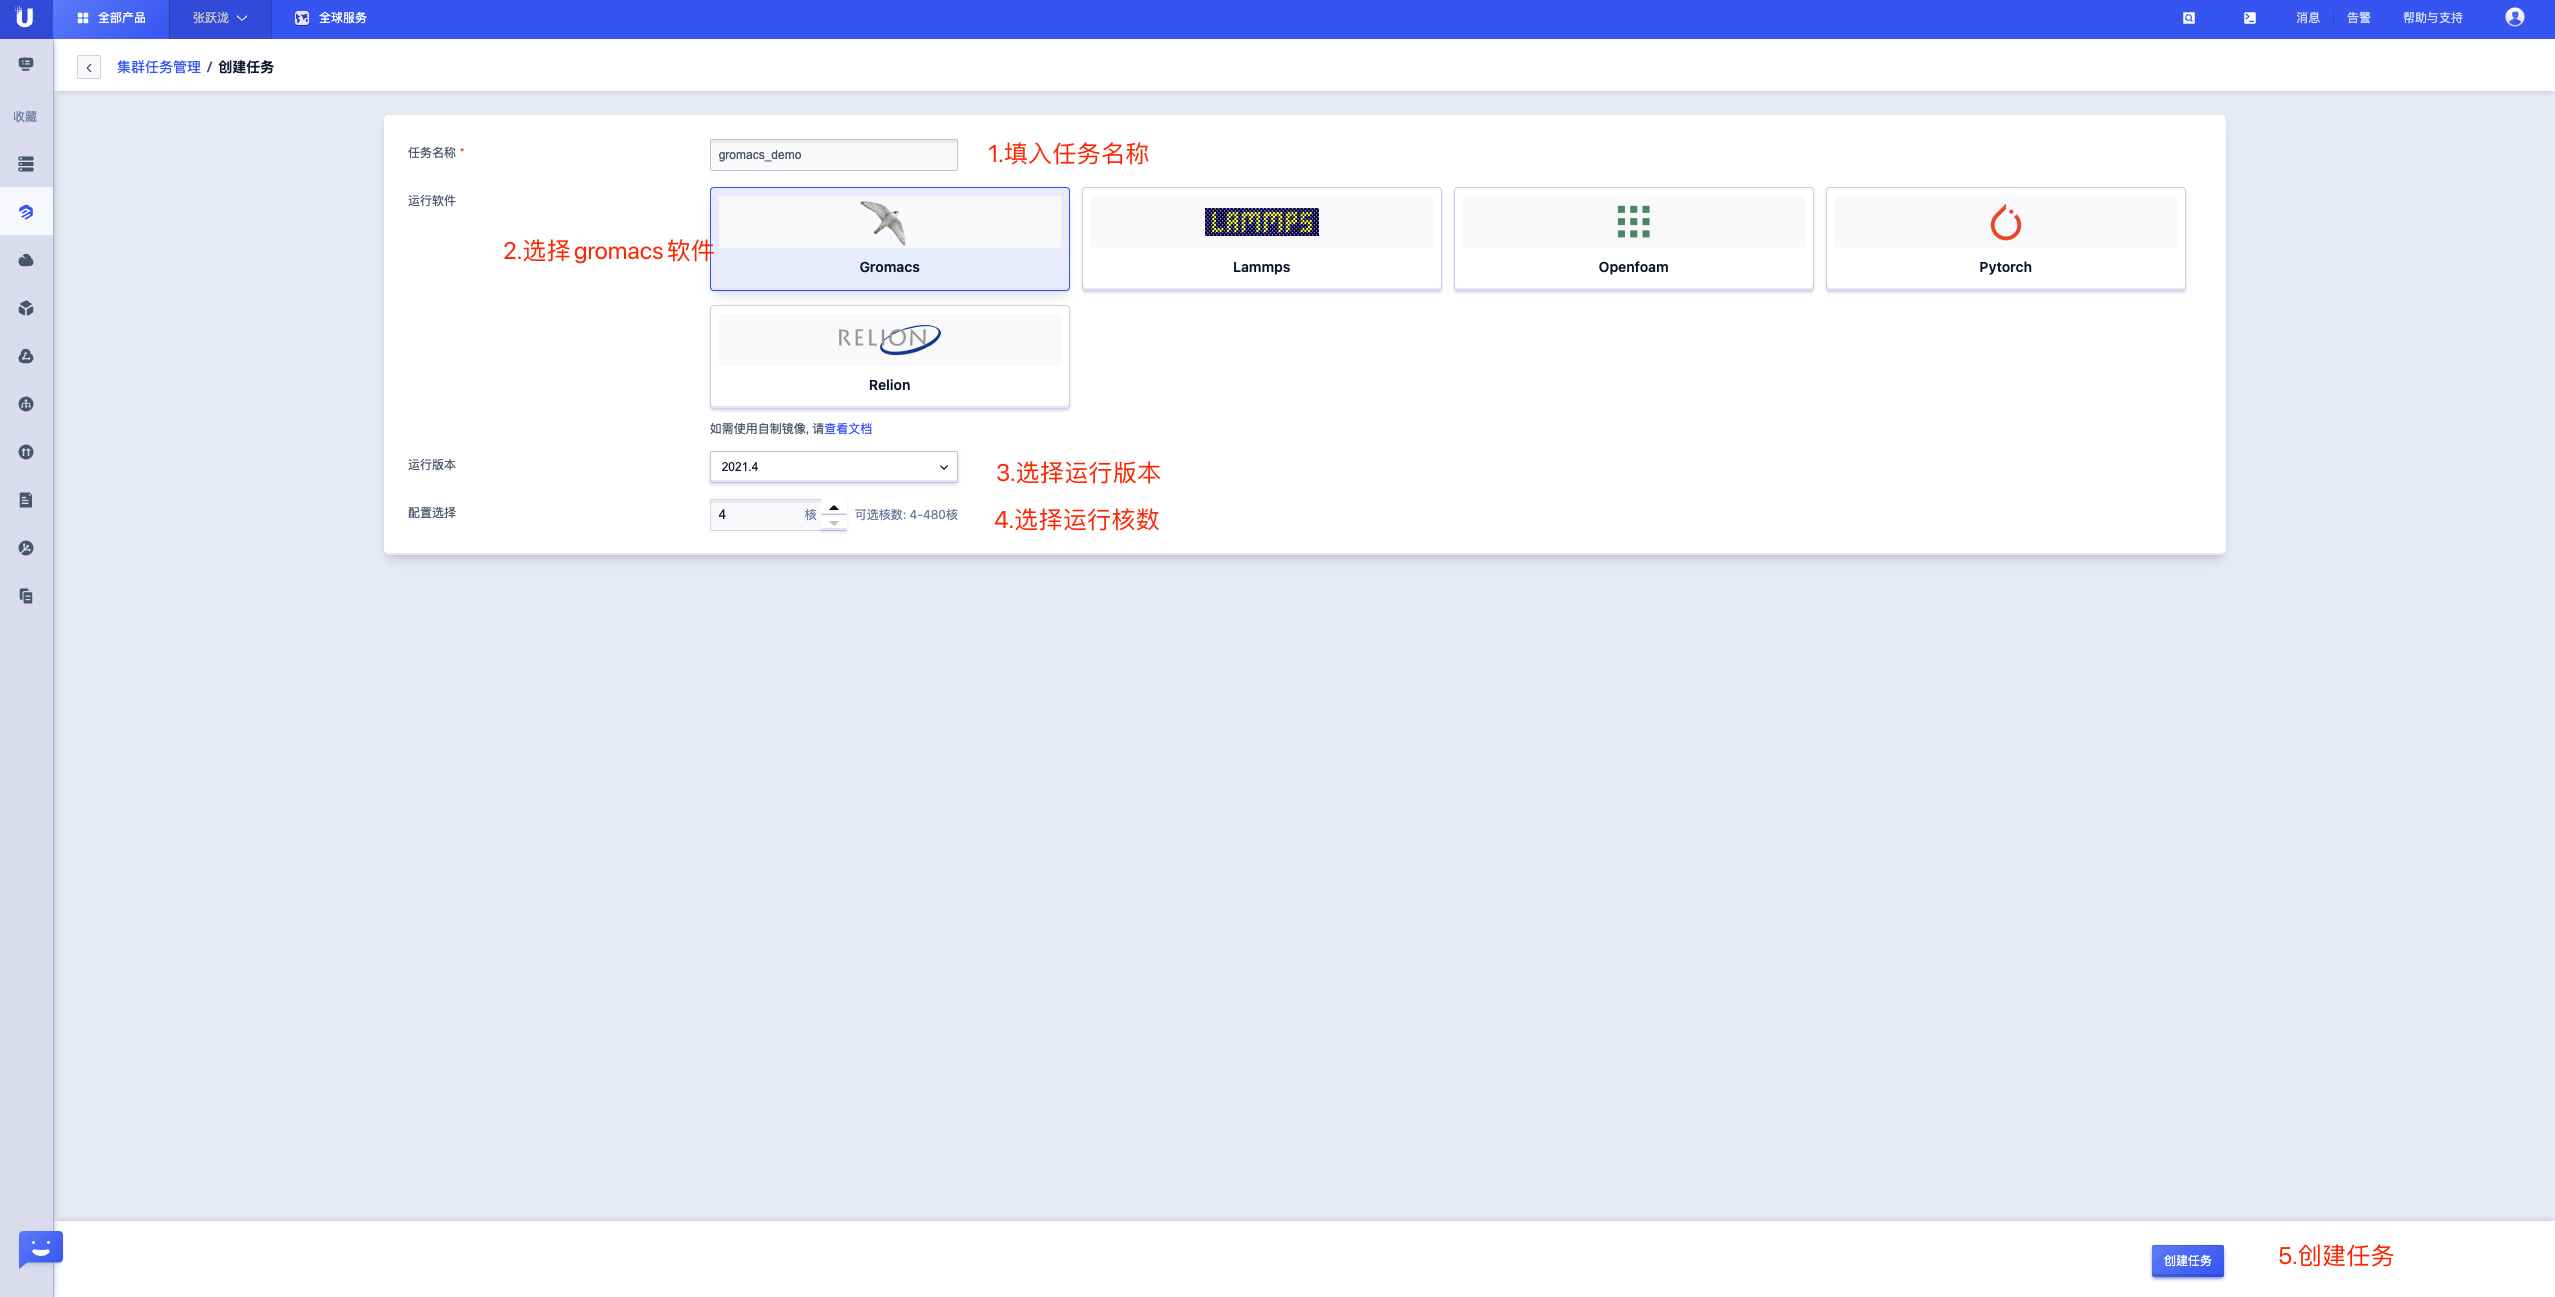 全部产品 张跃泷 全球服务 消息 告警 帮助与支持
集群任务管理 / 创建任务
收藏
任务名称 * gromacs_demo 1.填入任务名称
运行软件
LAMMPS
2.选择gromacs软件
Gromacs Lammps Openfoam Pytorch
RELION
Relion
如需使用自制镜像, 请查看文档
运行版本 2021.4 3.选择运行版本
配置选择 4 核 可选核数: 4-480核 4.选择运行核数
创建任务 5.创建任务